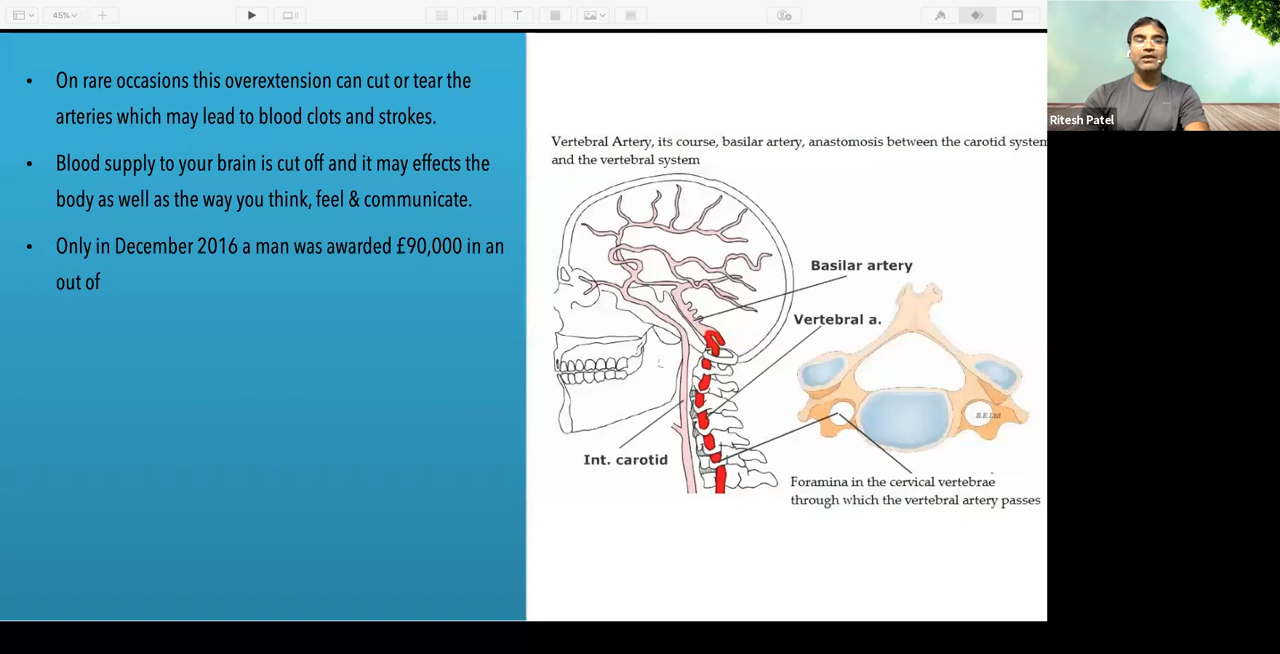 45%
• On rare occasions this overextension can cut or tear the
arteries which may lead to blood clots and strokes.
• Blood supply to your brain is cut off and it may effects the
body as well as the way you think, feel & communicate.
• Only in December 2016 a man was awarded £90,000 in an
out of
Vertebral Artery, its course, basilar artery, anastomosis between the carotid system
and the vertebral system
Basilar artery
Vertebral a.
B.E.Ltd
Int. carotid
Foramina in the cervical vertebrae
through which the vertebral artery passes
Ritesh Patel